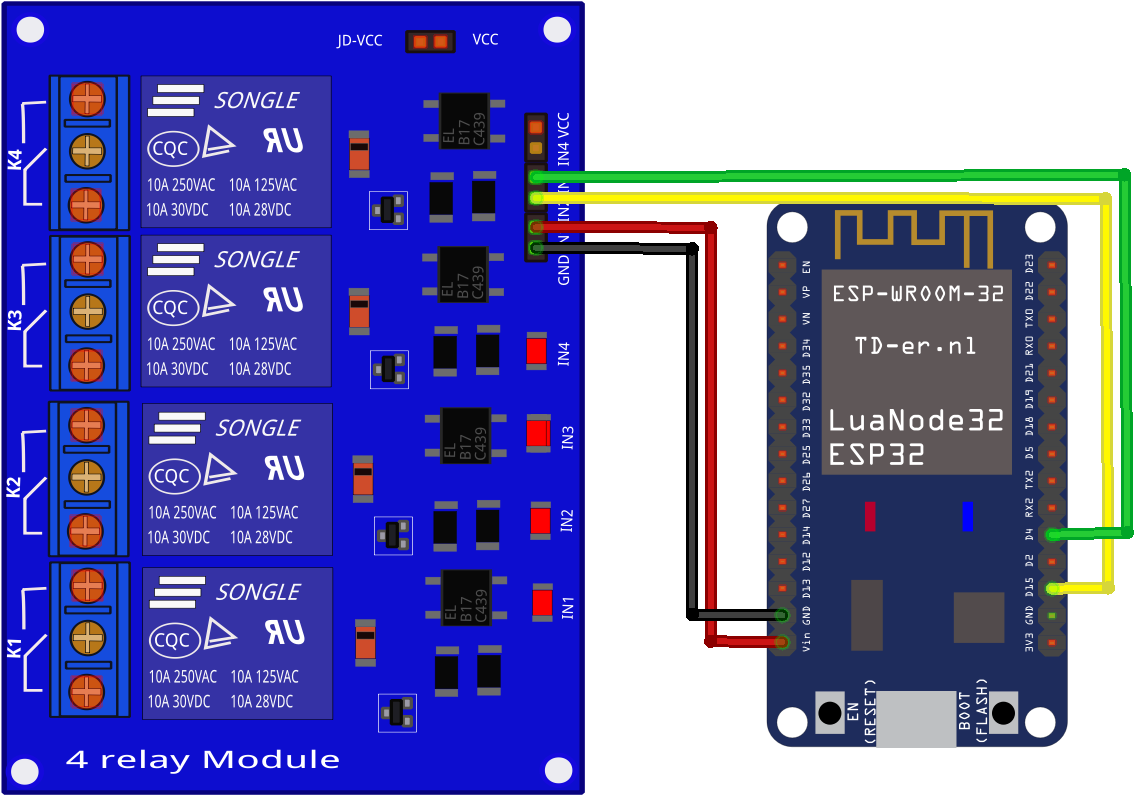 JD-VCC
VCC
K4
SONGLE
CQC
UR
10A 250VAC 10A 125VAC
10A 30VDC 10A 28VDC
EL
B17
C439
K3
SONGLE
CQC
UR
10A 250VAC 10A 125VAC
10A 30VDC 10A 28VDC
EL
B17
C439
K2
SONGLE
CQC
UR
10A 250VAC 10A 125VAC
10A 30VDC 10A 28VDC
EL
B17
C439
K1
SONGLE
CQC
UR
10A 250VAC 10A 125VAC
10A 30VDC 10A 28VDC
EL
B17
C439
VCC
IN4
IN2
GND
IN4
IN3
IN2
IN1
4 relay Module
EN
VP
VN
D34
D35
D32
D33
D25
D26
D27
D14
D12
D13
GND
Vin
ESP-WROOM-32
TD-er.nl
LuaNode32
ESP32
D23
D22
TX0
RX0
D21
D19
D18
D5
TX2
RX2
D4
D2
D15
GND
3V3
EN
(RESET)
BOOT
(FLASH)